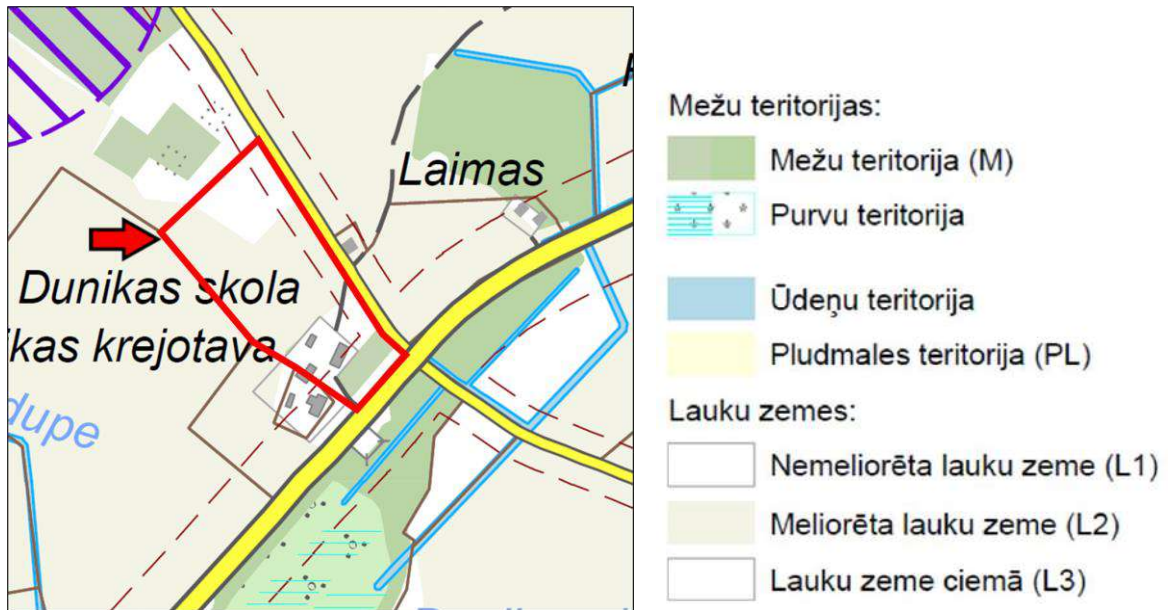 Laimas
Dunikas skola
ikas krejotava
dupe
Mežu teritorijas:
Mežu teritorija (M)
Purvu teritorija
Ūdeņu teritorija
Pludmales teritorija (PL)
Lauku zemes:
Nemeliorēta lauku zeme (L1)
Meliorēta lauku zeme (L2)
Lauku zeme ciemā (L3)